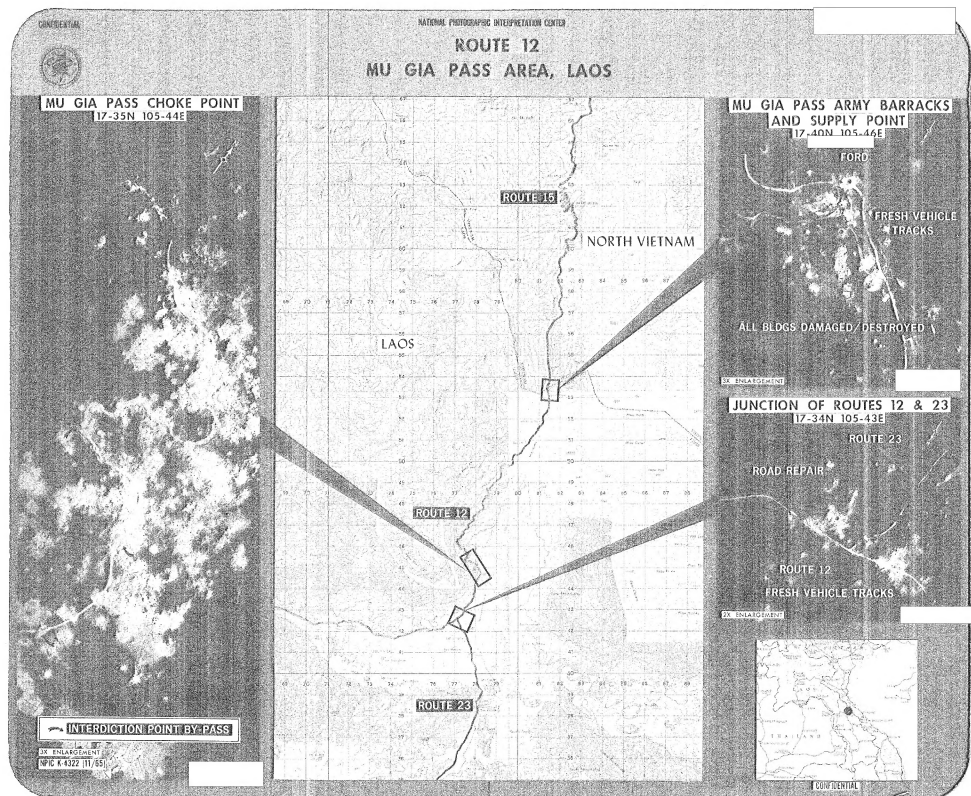 CONFIDENTIAL
NATIONAL PHOTOGRAPHIC INTERPRETATION CENTER
ROUTE 12
MU GIA PASS AREA, LAOS
MU GIA PASS CHOKE POINT
17-35N 105-44E
INTERDICTION POINT BY-PASS
3X ENLARGEMENT
NPIC K-4322 (11/65)
ROUTE 15
NORTH VIETNAM
LAOS
ROUTE 12
ROUTE 23
MU GIA PASS ARMY BARRACKS
AND SUPPLY POINT
17-40N 105-46E
FORD
FRESH VEHICLE
TRACKS
ALL BLDGS DAMAGED/DESTROYED
3X ENLARGEMENT
JUNCTION OF ROUTES 12 & 23
17-34N 105-43E
ROUTE 23
ROAD REPAIR
ROUTE 12
FRESH VEHICLE TRACKS
2X ENLARGEMENT
THAILAND
CONFIDENTIAL